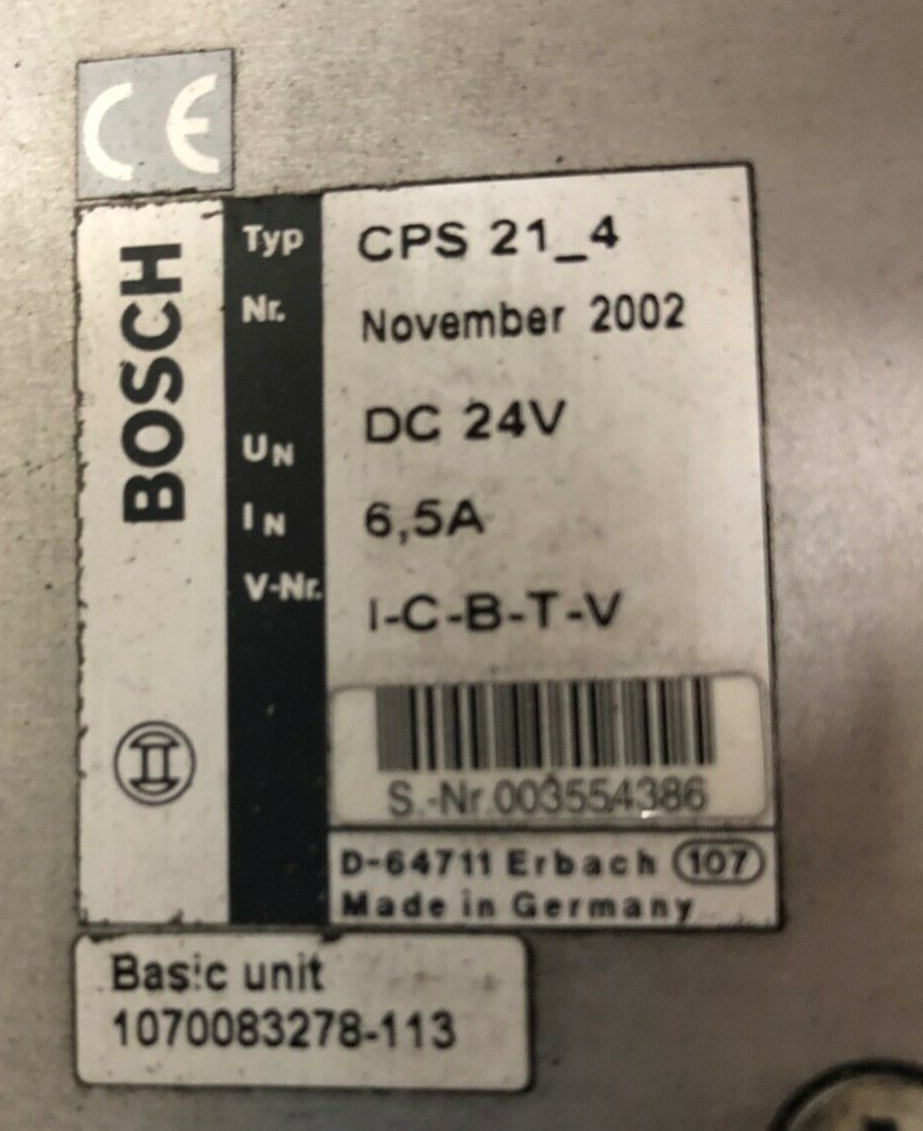 CE
BOSCH
Typ CPS 21_4
Nr. November 2002
UN DC 24V
IN 6,5A
V-Nr. I-C-B-T-V
S.-Nr.003554386
D-64711 Erbach 107
Made in Germany
Basic unit
1070083278-113